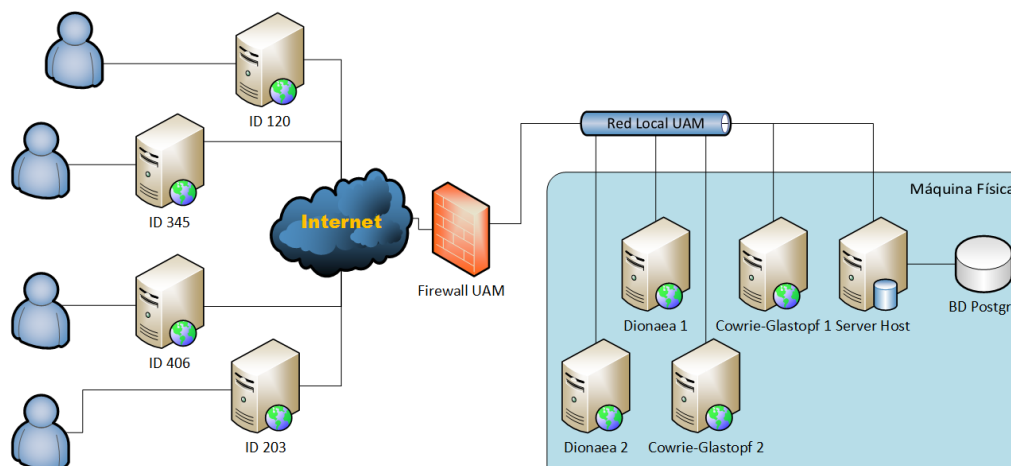 ID 120
ID 345
ID 406
ID 203
Internet
Firewall UAM
Red Local UAM
Máquina Física
Dionaea 1
Cowrie-Glastopf 1
Server Host
BD Postgr
Dionaea 2
Cowrie-Glastopf 2